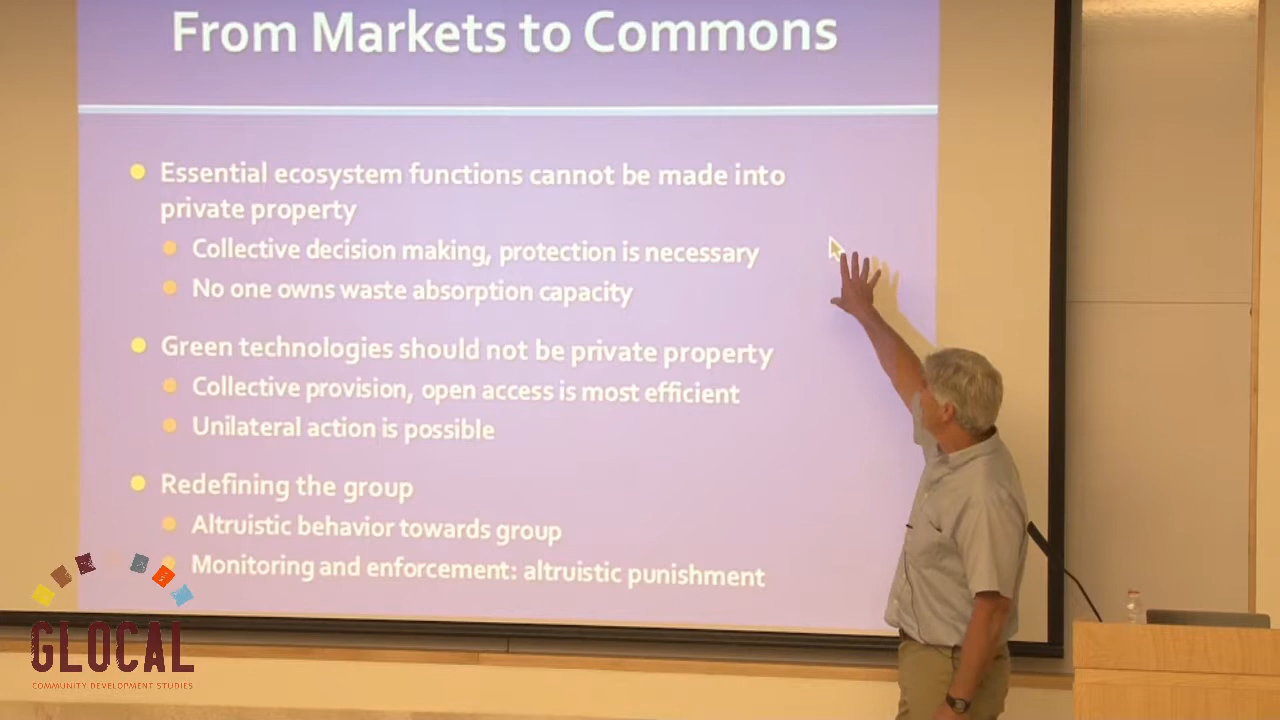 From Markets to Commons
Essential ecosystem functions cannot be made into
private property
Collective decision making, protection is necessary
No one owns waste absorption capacity
Green technologies should not be private property
Collective provision, open access is most efficient
Unilateral action is possible
Redefining the group
Altruistic behavior towards group
Monitoring and enforcement: altruistic punishment
GLOCAL
COMMUNITY DEVELOPMENT STUDIES